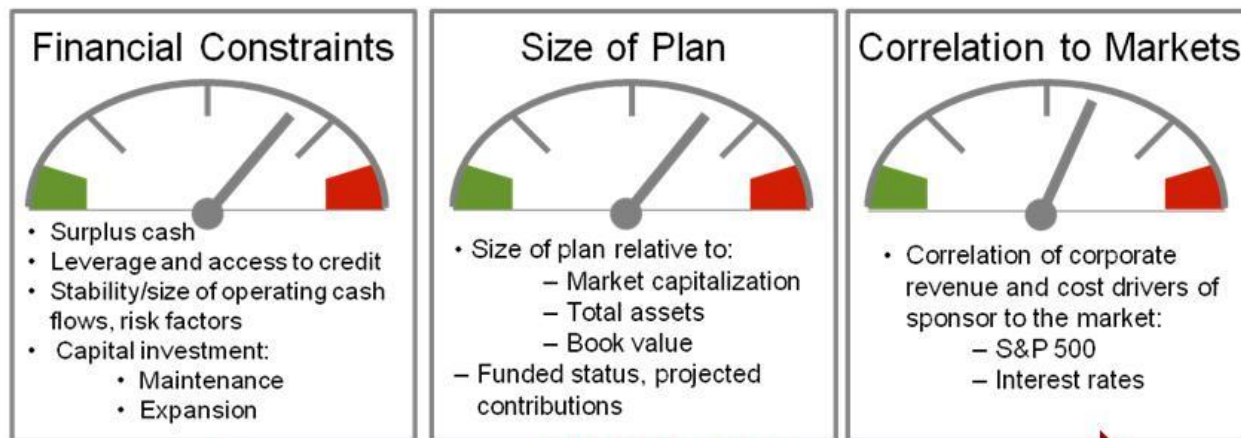 Financial Constraints
• Surplus cash
• Leverage and access to credit
• Stability/size of operating cash
flows, risk factors
• Capital investment:
• Maintenance
• Expansion
Size of Plan
• Size of plan relative to:
– Market capitalization
– Total assets
– Book value
– Funded status, projected
contributions
Correlation to Markets
• Correlation of corporate
revenue and cost drivers of
sponsor to the market:
– S&P 500
– Interest rates